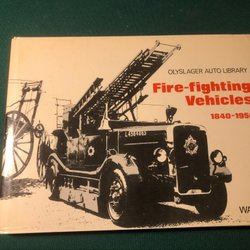 OLYSLAGER AUTO LIBRARY
Fire-fighting
Vehicles
1840-195
WA